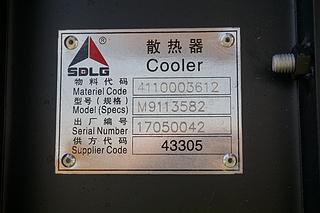 SDLG
散热器
Cooler
物料代码
Materiel Code 4110003612
型号(规格)
Model (Specs) M9113582
出厂编号
Serial Number 17050042
供方代码
Supplier Code 43305